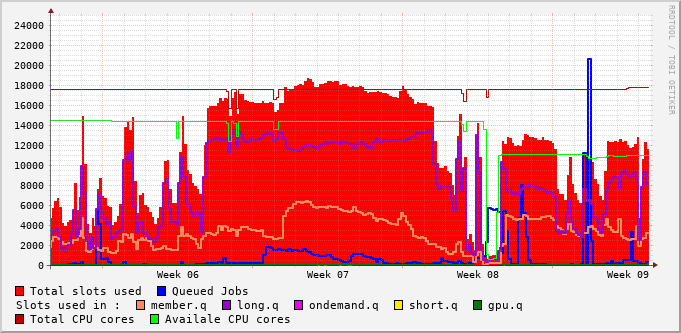 24000
22000
20000
18000
16000
14000
12000
10000
8000
6000
4000
2000
0
Week 06 Week 07 Week 08 Week 09
RRDTOOL / TOBI OETIKER
Total slots used Queued Jobs
Slots used in : member.q long.q ondemand.q short.q gpu.q
Total CPU cores Availale CPU cores